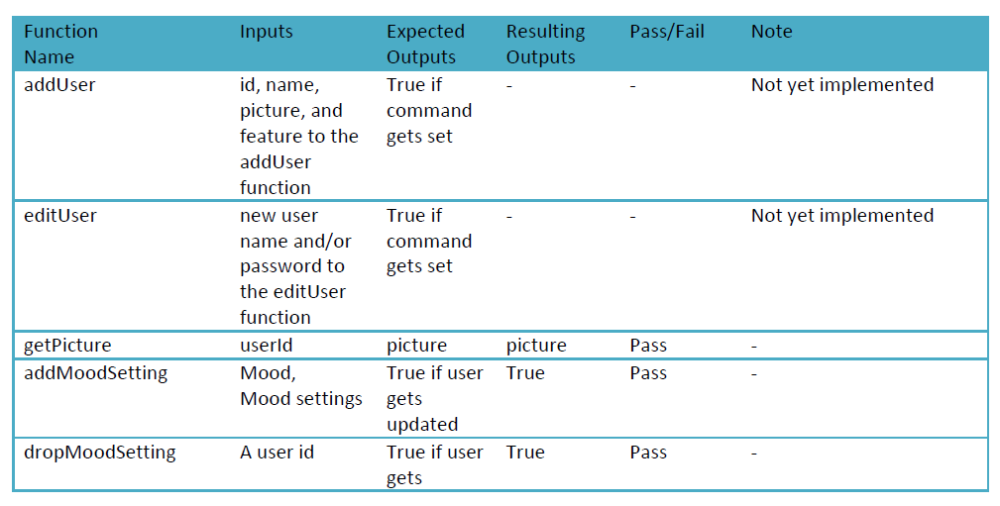 Function Name Inputs Expected Outputs Resulting Outputs Pass/Fail Note
addUser id, name, picture, and feature to the addUser function True if command gets set - - Not yet implemented
editUser new user name and/or password to the editUser function True if command gets set - - Not yet implemented
getPicture userId picture picture Pass -
addMoodSetting Mood, Mood settings True if user gets updated True Pass -
dropMoodSetting A user id True if user gets True Pass -